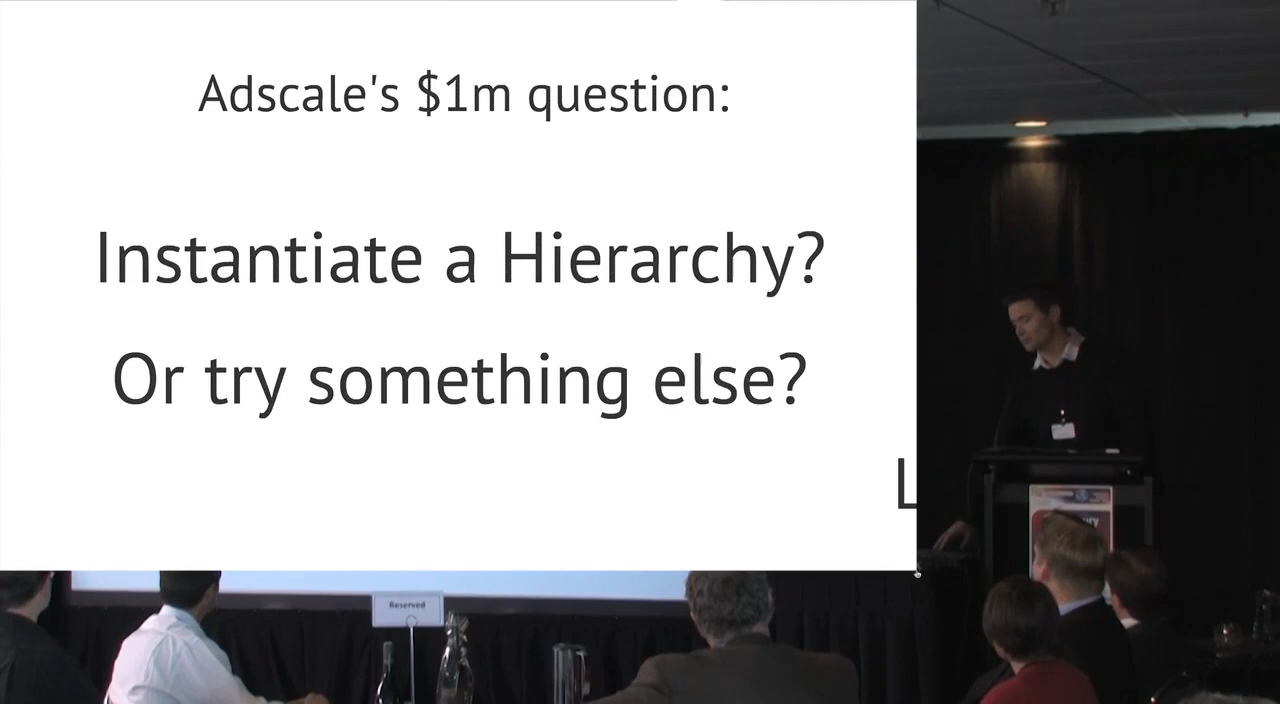 Adscale's $1m question:
Instantiate a Hierarchy?
Or try something else?
L
Reserved